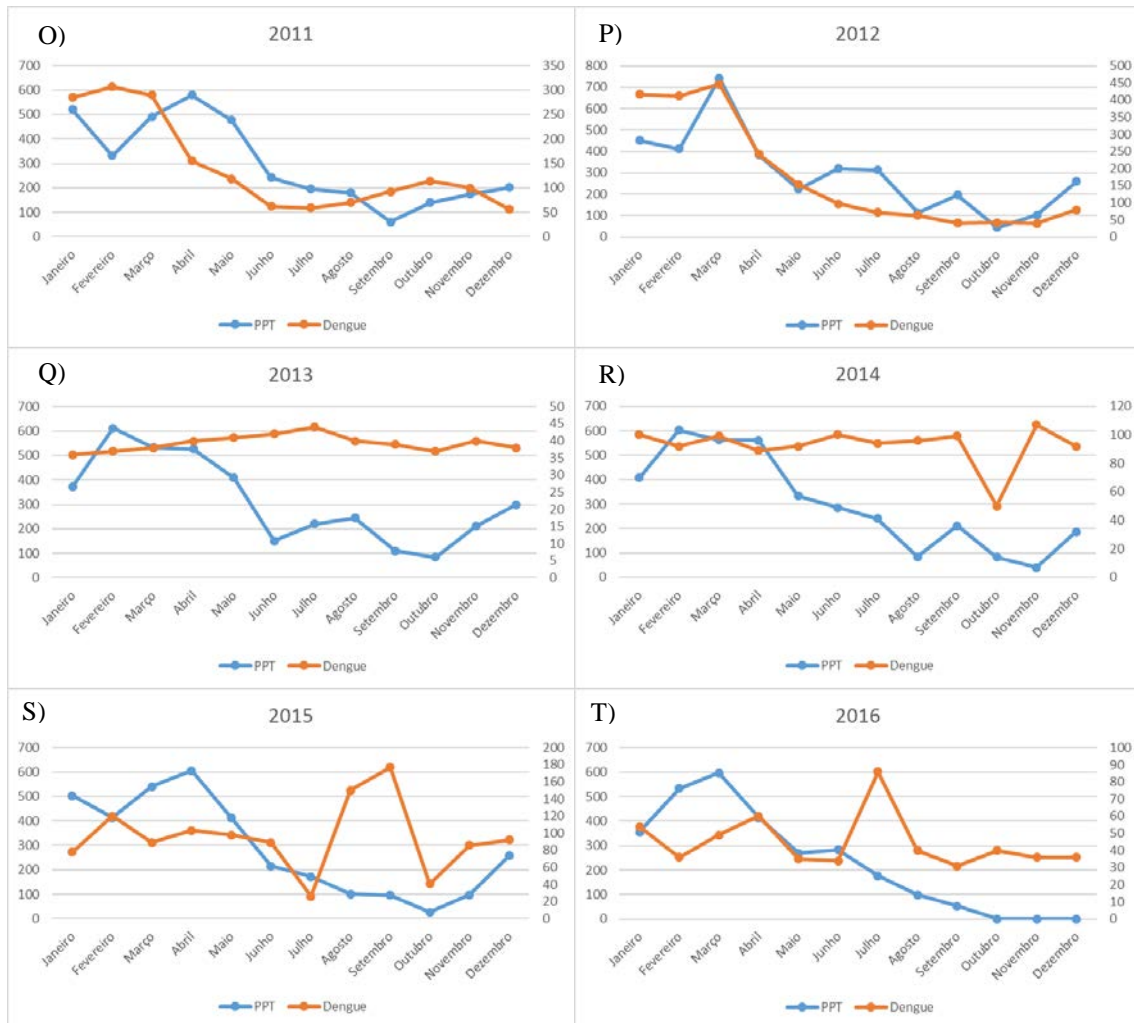 O)
2011
700
600
500
400
300
200
100
0
350
300
250
200
150
100
50
0
Janeiro
Fevereiro
Março
Abril
Maio
Junho
Julho
Agosto
Setembro
Outubro
Novembro
Dezembro
PPT Dengue
P)
2012
800
700
600
500
400
300
200
100
0
500
450
400
350
300
250
200
150
100
50
0
Janeiro
Fevereiro
Março
Abril
Maio
Junho
Julho
Agosto
Setembro
Outubro
Novembro
Dezembro
PPT Dengue
Q)
2013
700
600
500
400
300
200
100
0
50
45
40
35
30
25
20
15
10
5
0
Janeiro
Fevereiro
Março
Abril
Maio
Junho
Julho
Agosto
Setembro
Outubro
Novembro
Dezembro
PPT Dengue
R)
2014
700
600
500
400
300
200
100
0
120
100
80
60
40
20
0
Janeiro
Fevereiro
Março
Abril
Maio
Junho
Julho
Agosto
Setembro
Outubro
Novembro
Dezembro
PPT Dengue
S)
2015
700
600
500
400
300
200
100
0
200
180
160
140
120
100
80
60
40
20
0
Janeiro
Fevereiro
Março
Abril
Maio
Junho
Julho
Agosto
Setembro
Outubro
Novembro
Dezembro
PPT Dengue
T)
2016
700
600
500
400
300
200
100
0
100
90
80
70
60
50
40
30
20
10
0
Janeiro
Fevereiro
Março
Abril
Maio
Junho
Julho
Agosto
Setembro
Outubro
Novembro
Dezembro
PPT Dengue